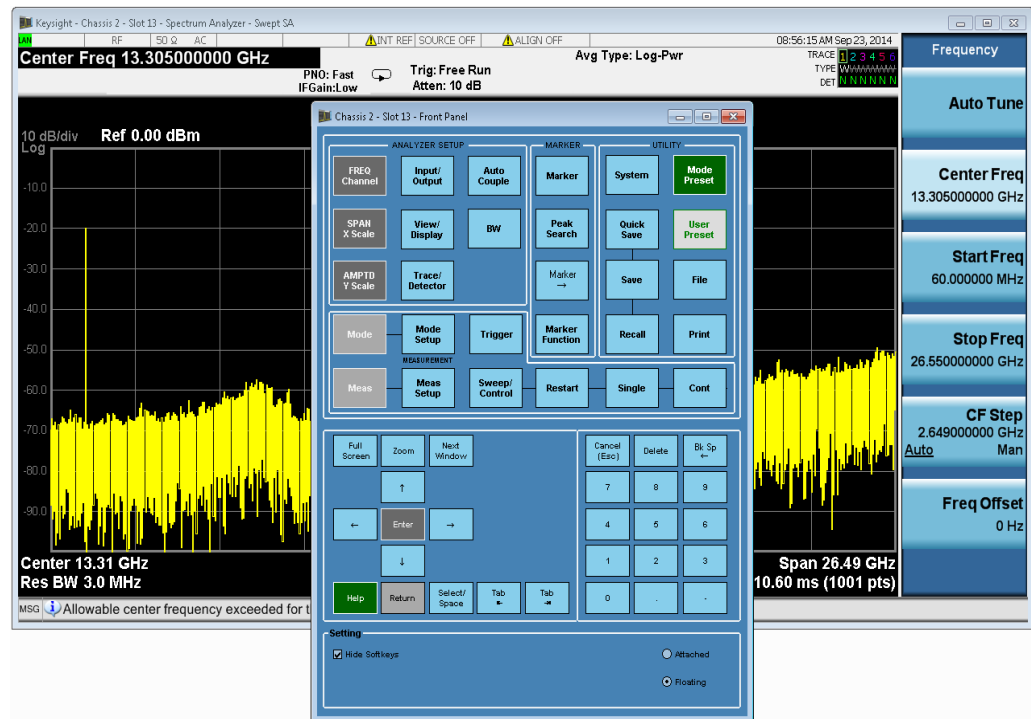 Keysight - Chassis 2 - Slot 13 - Spectrum Analyzer - Swept SA
LAN RF 50 Ω AC INT REF SOURCE OFF ALIGN OFF 08:56:15 AM Sep 23, 2014
Center Freq 13.305000000 GHz
PNO: Fast
IFGain:Low
Trig: Free Run
Atten: 10 dB
Avg Type: Log-Pwr
TRACE 1 2 3 4 5 6
TYPE WWWWWW
DET N N N N N N
10 dB/div Ref 0.00 dBm
Log
-10.0
-20.0
-30.0
-40.0
-50.0
-60.0
-70.0
-80.0
-90.0
Center 13.31 GHz
Res BW 3.0 MHz
Span 26.49 GHz
10.60 ms (1001 pts)
MSG Allowable center frequency exceeded for t
Frequency
Auto Tune
Center Freq
13.305000000 GHz
Start Freq
60.000000 MHz
Stop Freq
26.550000000 GHz
CF Step
2.649000000 GHz
Auto Man
Freq Offset
0 Hz
Chassis 2 - Slot 13 - Front Panel
ANALYZER SETUP MARKER UTILITY
FREQ Channel
Input/ Output
Auto Couple
Marker
System
Mode Preset
SPAN X Scale
View/ Display
BW
Peak Search
Quick Save
User Preset
AMPTD Y Scale
Trace/ Detector
Marker →
Save
File
Mode
Mode Setup
Trigger
Marker Function
Recall
Print
MEASUREMENT
Meas
Meas Setup
Sweep/ Control
Restart
Single
Cont
Full Screen
Zoom
Next Window
Cancel (Esc)
Delete
Bk Sp ←
↑
7 8 9
← Enter →
4 5 6
↓
1 2 3
Help
Return
Select/ Space
Tab ⇤
Tab ⇥
0 . -
Setting
Hide Softkeys
Attached
Floating